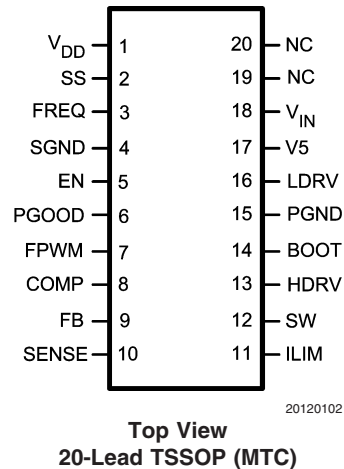 VDD 1 20 NC
SS 2 19 NC
FREQ 3 18 VIN
SGND 4 17 V5
EN 5 16 LDRV
PGOOD 6 15 PGND
FPWM 7 14 BOOT
COMP 8 13 HDRV
FB 9 12 SW
SENSE 10 11 ILIM
20120102
Top View
20-Lead TSSOP (MTC)